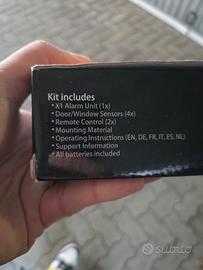 Kit includes
• X1 Alarm Unit (1x)
• Door/Window Sensors (4x)
• Remote Control (2x)
• Mounting Material
• Operating Instructions (EN, DE, FR, IT, ES, NL)
• Support Information
• All batteries included
subito